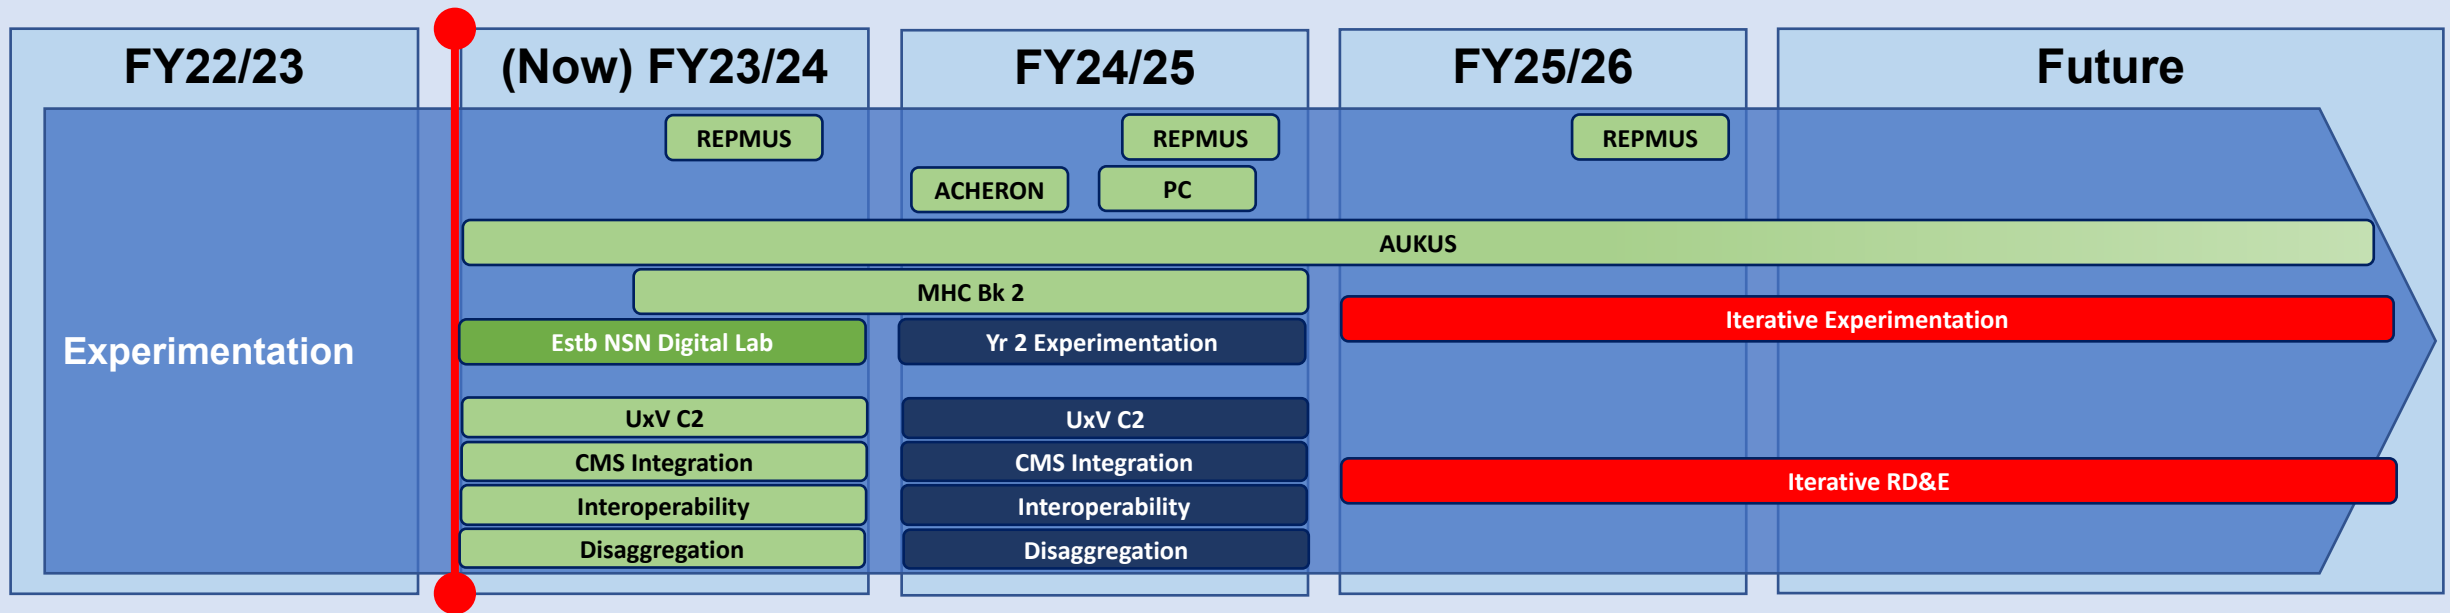 FY22/23
(Now) FY23/24
FY24/25
FY25/26
Future
REPMUS
REPMUS
REPMUS
ACHERON
PC
AUKUS
MHC Bk 2
Iterative Experimentation
Experimentation
Estb NSN Digital Lab
Yr 2 Experimentation
UxV C2
UxV C2
CMS Integration
CMS Integration
Iterative RD&E
Interoperability
Interoperability
Disaggregation
Disaggregation